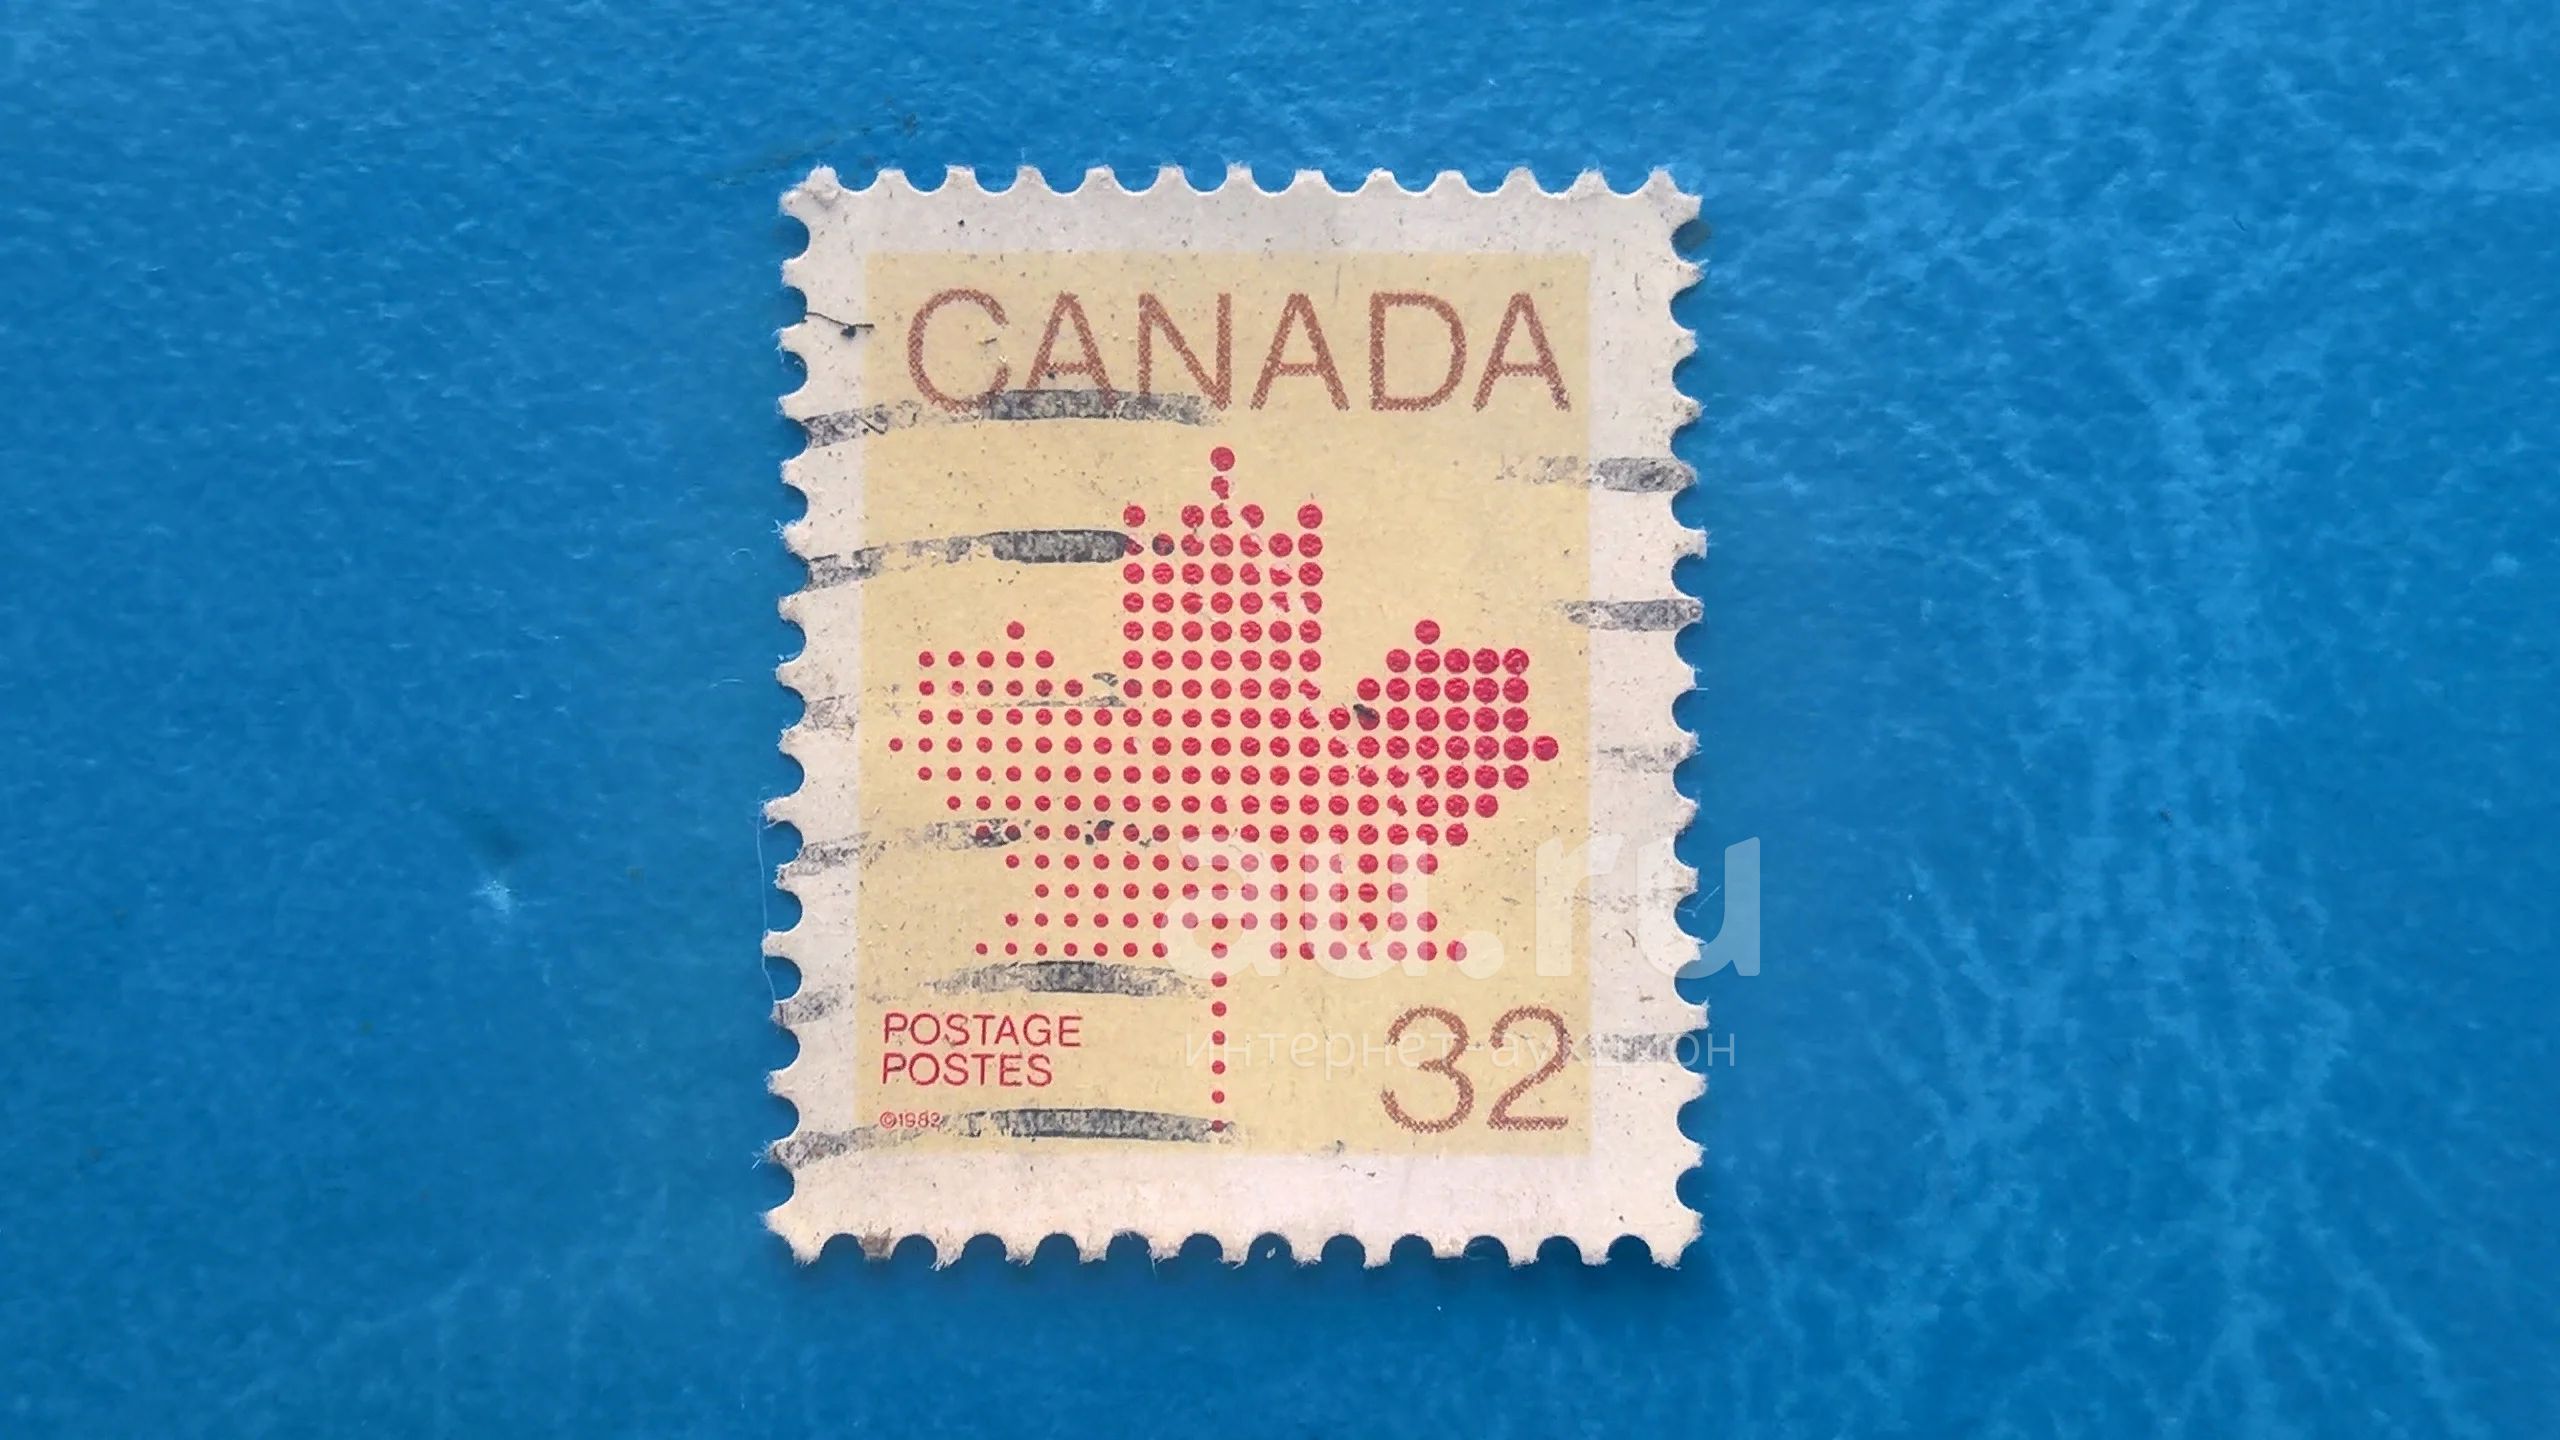 CANADA
au.ru
POSTAGE
POSTES
32
интернет-аукцион
©1982